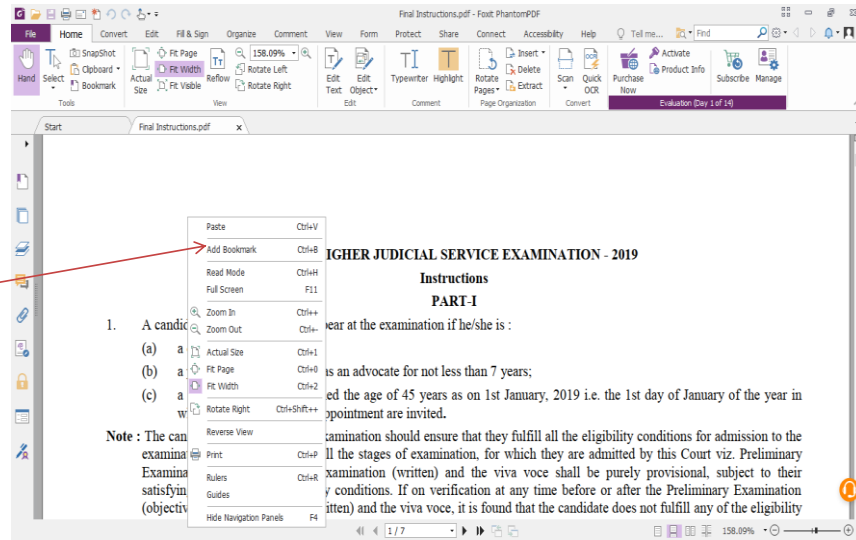 Final Instructions.pdf - Foxit PhantomPDF
File Home Convert Edit Fill & Sign Organize Comment View Form Protect Share Connect Accessibility Help Tell me... Find
Hand
Select
SnapShot
Clipboard
Bookmark
Tools
Actual Size
Fit Page
Fit Width
Fit Visible
Reflow
158.09%
Rotate Left
Rotate Right
View
Edit Text
Edit Object
Edit
Typewriter
Highlight
Comment
Rotate Pages
Insert
Delete
Extract
Page Organization
Scan
Quick OCR
Convert
Purchase Now
Activate
Product Info
Subscribe
Manage
Evaluation (Day 1 of 14)
Start
Final Instructions.pdf x
IGHER JUDICIAL SERVICE EXAMINATION - 2019
Instructions
PART-I
1. A candid
ear at the examination if he/she is :
(a) a
(b) a
s an advocate for not less than 7 years;
(c) a
ed the age of 45 years as on 1st January, 2019 i.e. the 1st day of January of the year in
w
ppointment are invited.
Note : The can
xamination should ensure that they fulfill all the eligibility conditions for admission to the
examina
ll the stages of examination, for which they are admitted by this Court viz. Preliminary
Examina
xamination (written) and the viva voce shall be purely provisional, subject to their
satisfyin
y conditions. If on verification at any time before or after the Preliminary Examination
(objectiv
itten) and the viva voce, it is found that the candidate does not fulfill any of the eligibility
Paste Ctrl+V
Add Bookmark Ctrl+B
Read Mode Ctrl+H
Full Screen F11
Zoom In Ctrl++
Zoom Out Ctrl+-
Actual Size Ctrl+1
Fit Page Ctrl+0
Fit Width Ctrl+2
Rotate Right Ctrl+Shift++
Reverse View
Print Ctrl+P
Rulers Ctrl+R
Guides
Hide Navigation Panels F4
1 / 7
158.09%